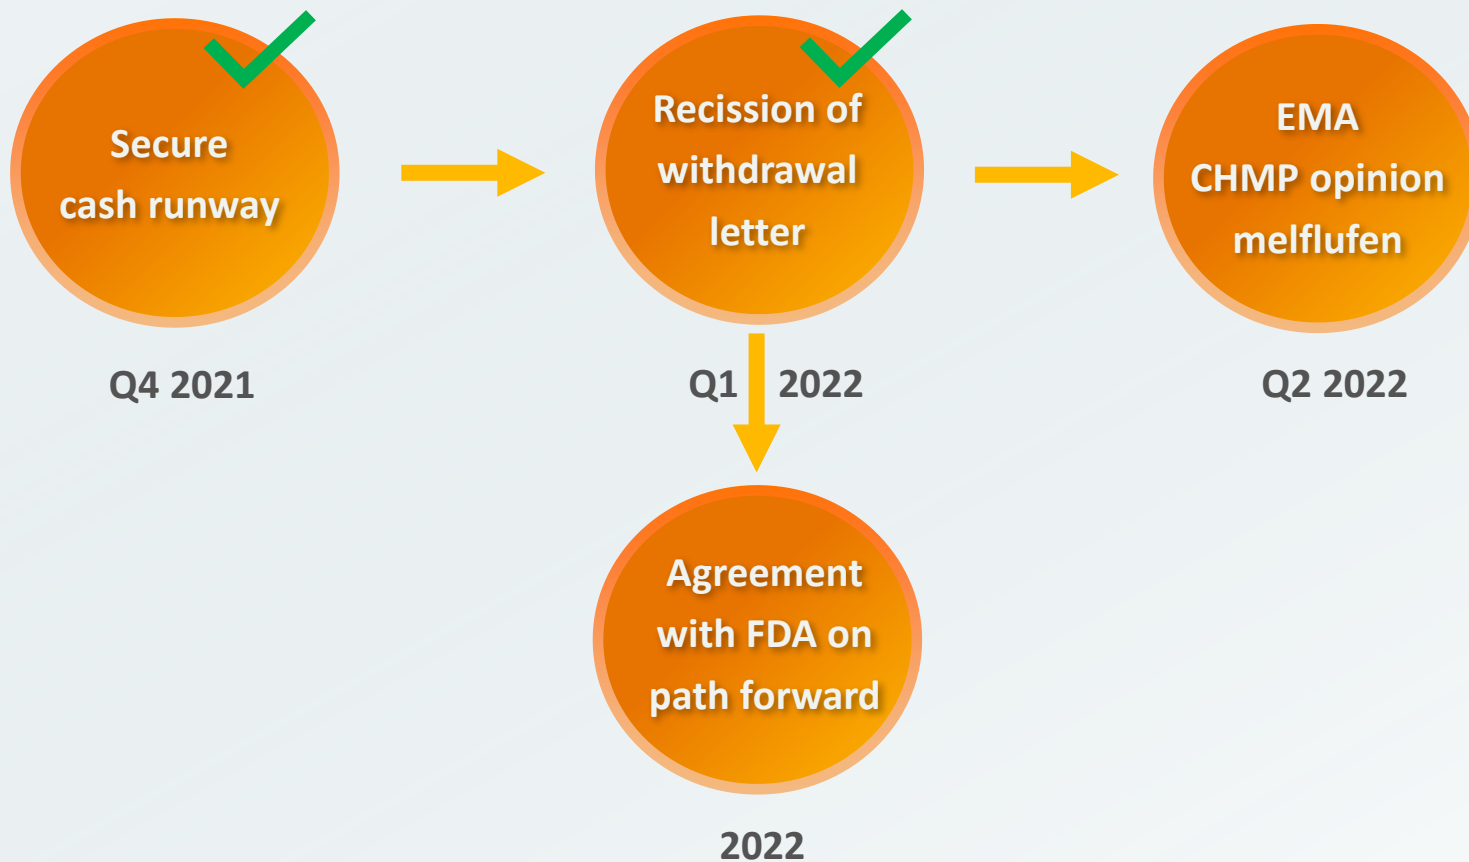 Secure
cash runway
Q4 2021
Recission of
withdrawal
letter
Q1 2022
EMA
CHMP opinion
melflufen
Q2 2022
Agreement
with FDA on
path forward
2022